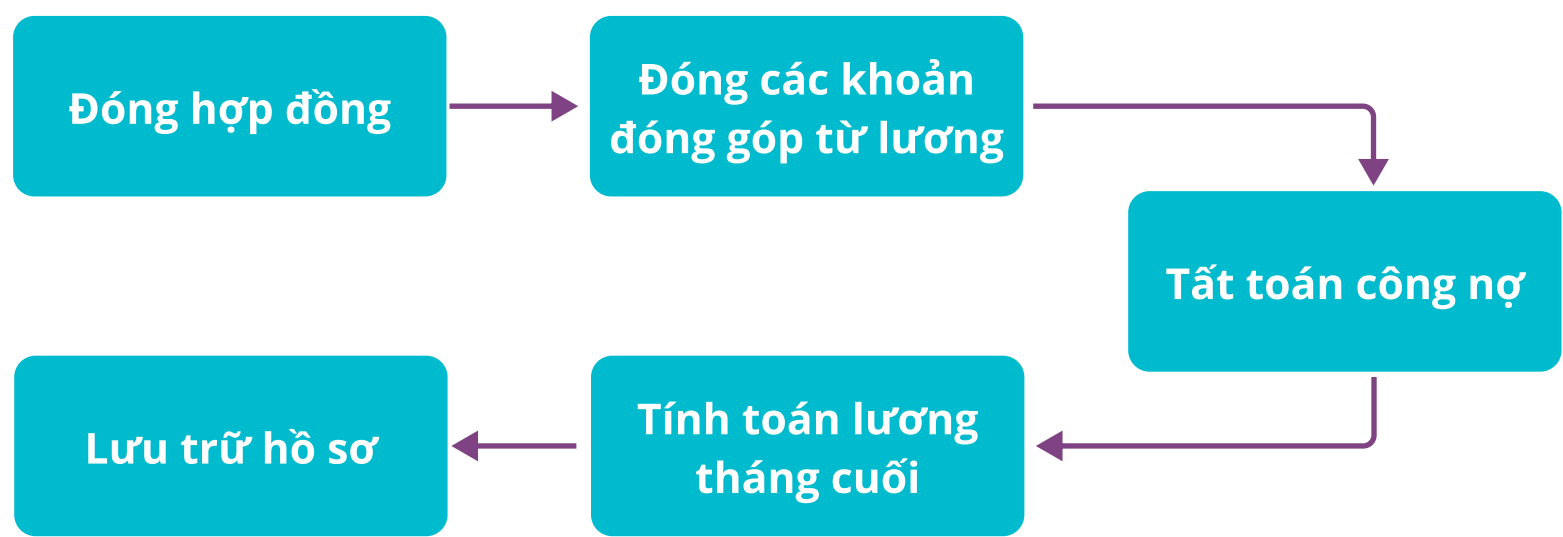 Đóng hợp đồng
Đóng các khoản
đóng góp từ lương
Tất toán công nợ
Tính toán lương
tháng cuối
Lưu trữ hồ sơ